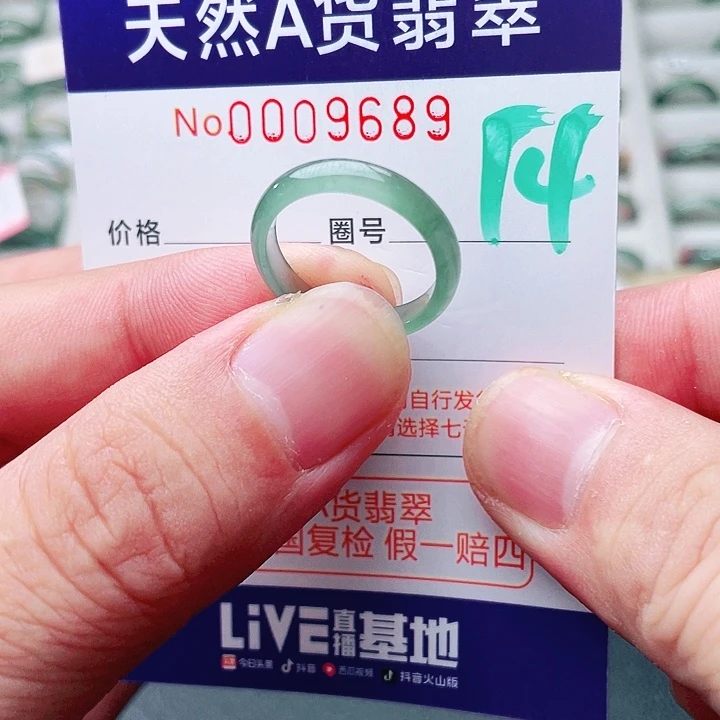 天然A货翡翠
No.0009689
14
价格 圈号
自行发
选择七
货翡翠
国复检 假一赔四
LiVE直播基地
今日头条 抖音 西瓜视频 抖音火山版